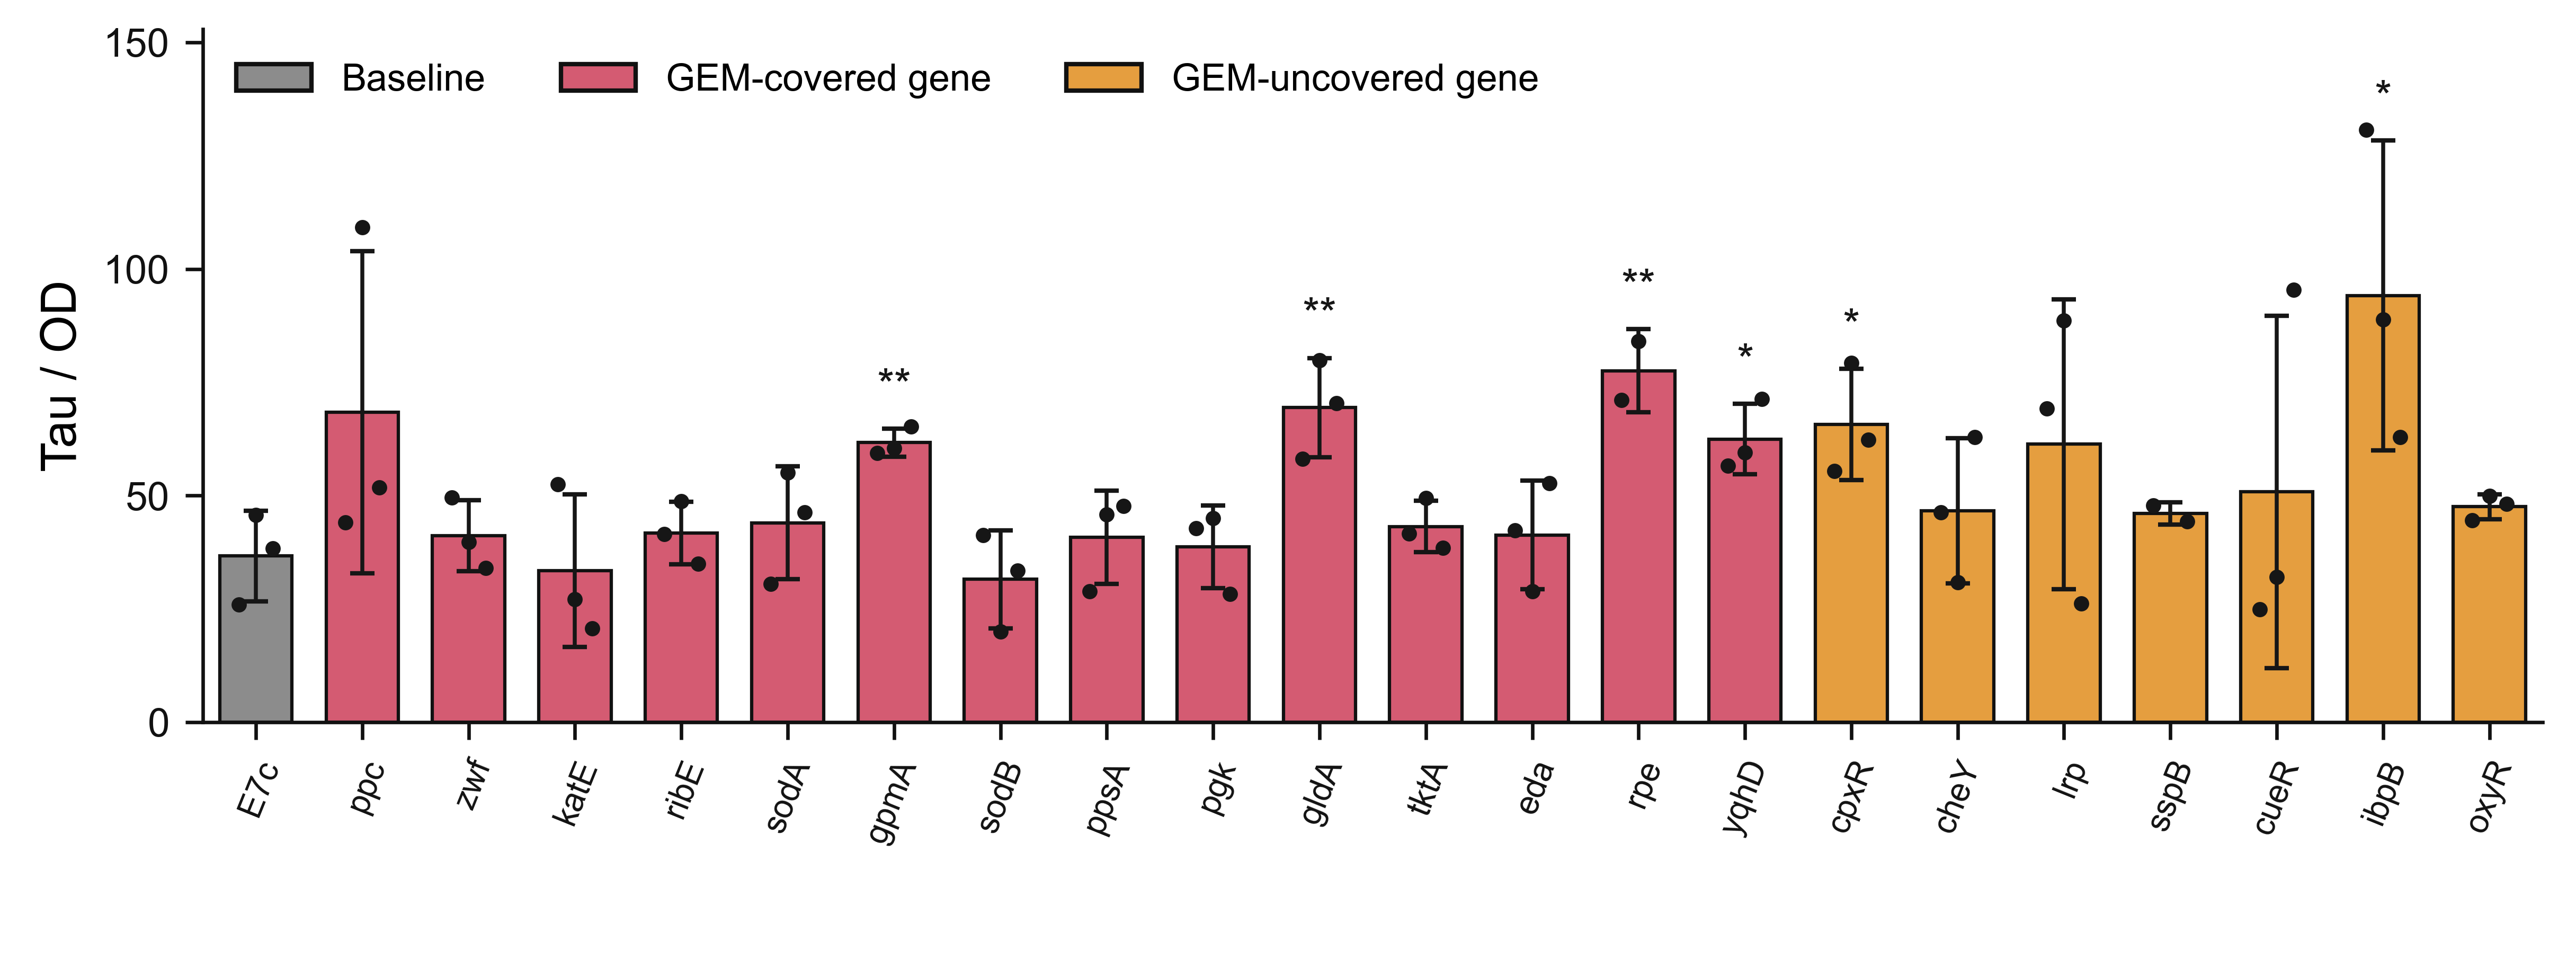 Baseline
GEM-covered gene
GEM-uncovered gene
Tau / OD
150
100
50
0
**
**
**
*
*
*
E7c
ppc
zwf
katE
ribE
sodA
gpmA
sodB
ppsA
pgk
gldA
tktA
eda
rpe
yqhD
cpxR
cheY
lrp
sspB
cueR
ibpB
oxyR